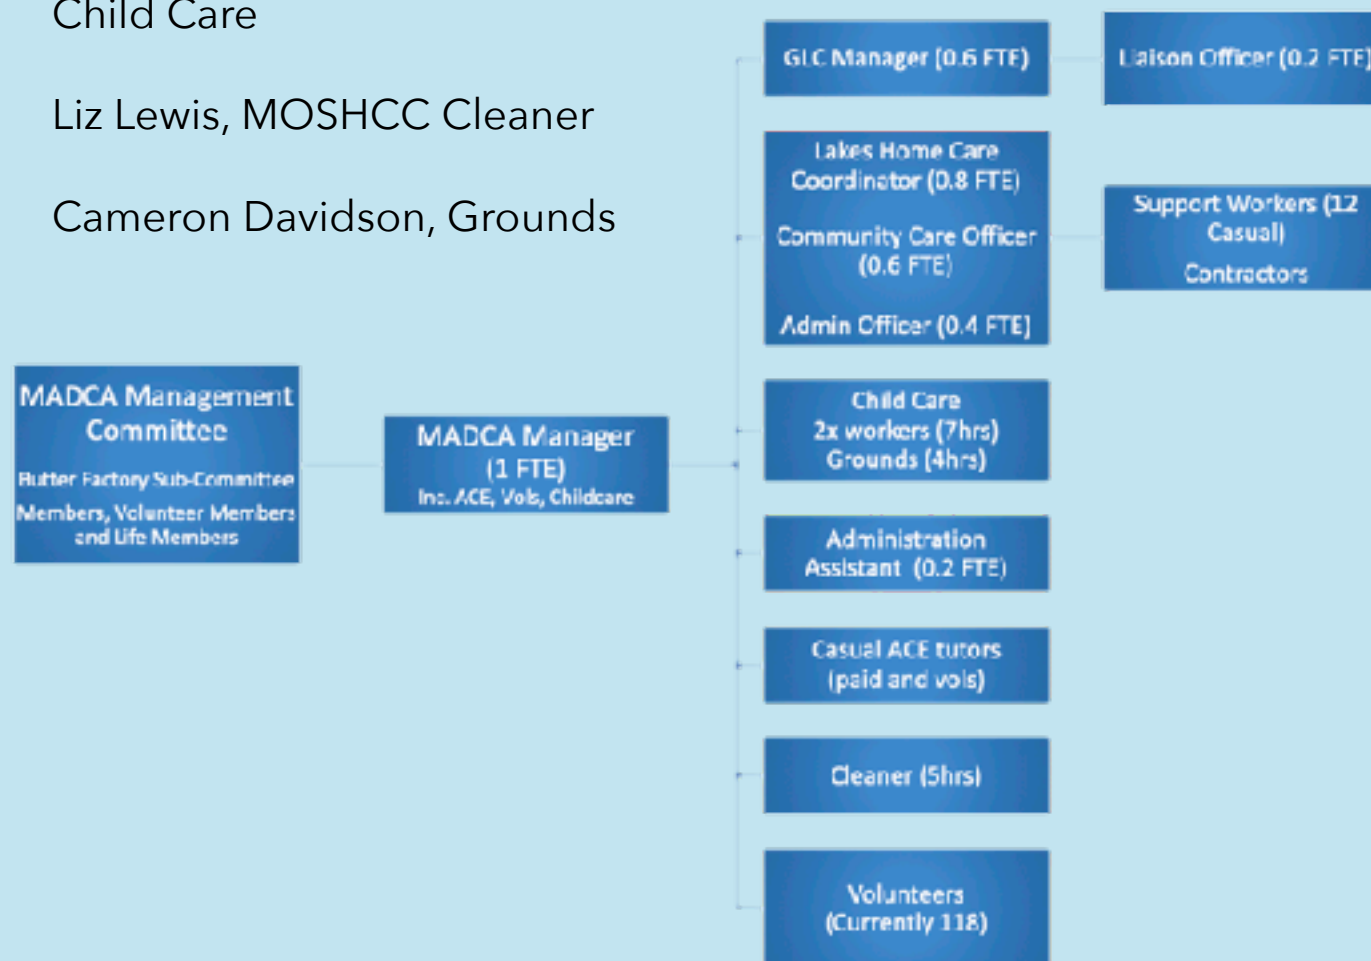 Child Care
Liz Lewis, MOSHCC Cleaner
Cameron Davidson, Grounds
MADCA Management
Committee
Butter Factory Sub-Committee
Members, Volunteer Members
and Life Members
MADCA Manager
(1 FTE)
Inc. ACE, Vols, Childcare
GLC Manager (0.6 FTE)
Liaison Officer (0.2 FTE)
Lakes Home Care
Coordinator (0.8 FTE)
Community Care Officer
(0.6 FTE)
Admin Officer (0.4 FTE)
Support Workers (12
Casual)
Contractors
Child Care
2x workers (7hrs)
Grounds (4hrs)
Administration
Assistant (0.2 FTE)
Casual ACE tutors
(paid and vols)
Cleaner (5hrs)
Volunteers
(Currently 118)